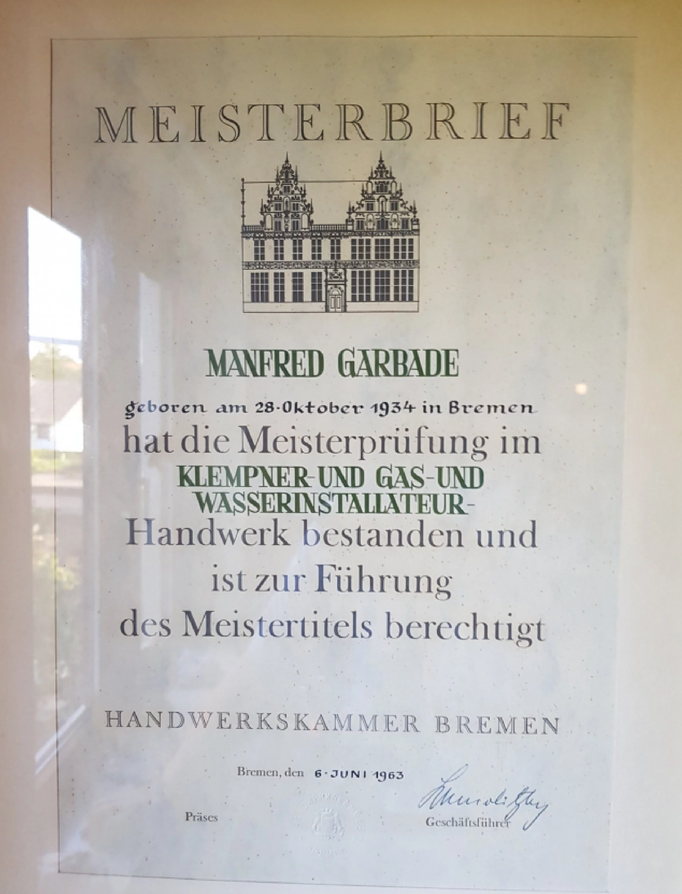 MEISTERBRIEF
MANFRED GARBADE
geboren am 28·Oktober 1934 in Bremen
hat die Meisterprüfung im
KLEMPNER-UND GAS-UND
WASSERINSTALLATEUR-
Handwerk bestanden und
ist zur Führung
des Meistertitels berechtigt
HANDWERKSKAMMER BREMEN
Bremen, den 6·JUNI 1963
Präses
Geschäftsführer